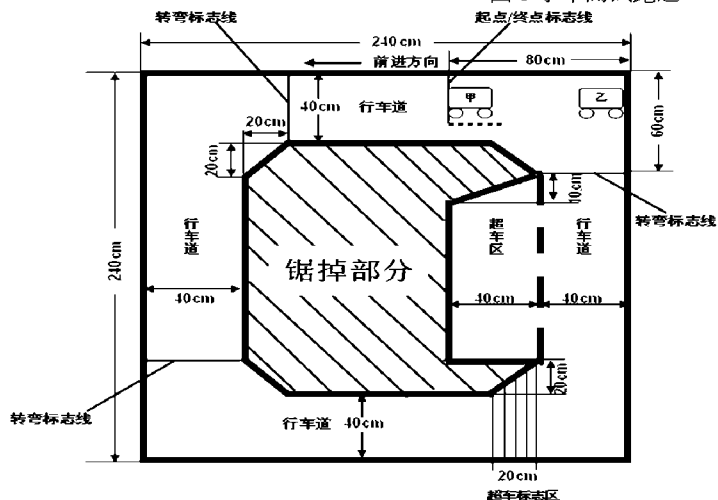 转弯标志线
起点/终点标志线
240cm
前进方向
80cm
甲
乙
40cm
行车道
20cm
20cm
60cm
40cm
转弯标志线
行车道
超车区
行车道
240cm
锯掉部分
40cm
40cm
40cm
转弯标志线
20cm
行车道
40cm
20cm
超车标志区